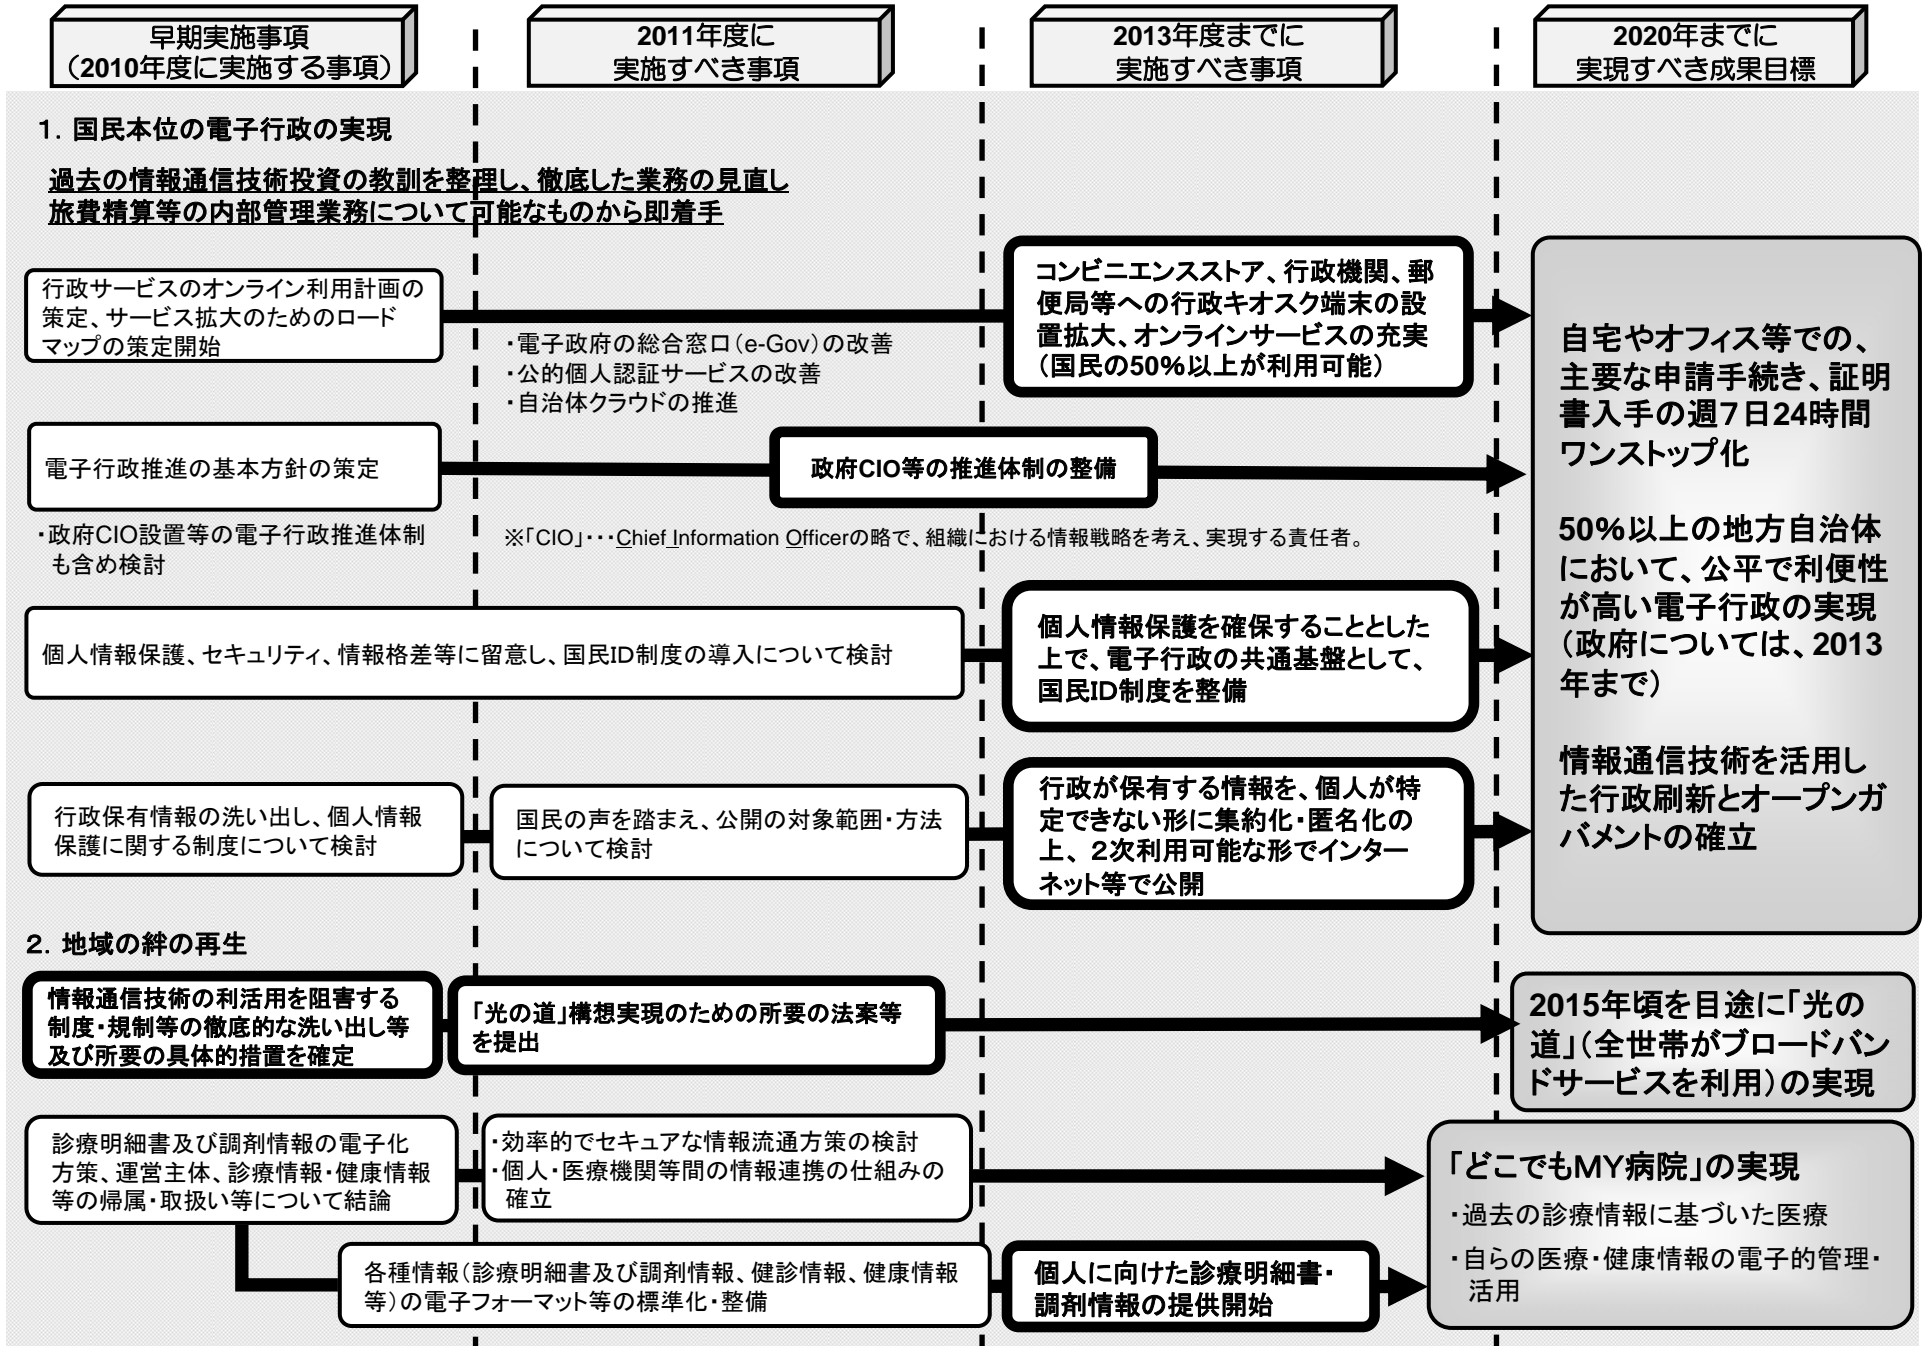 早期実施事項
（2010年度に実施する事項）
2011年度に
実施すべき事項
2013年度までに
実施すべき事項
2020年までに
実現すべき成果目標
１．国民本位の電子行政の実現
過去の情報通信技術投資の教訓を整理し、徹底した業務の見直し
旅費精算等の内部管理業務について可能なものから即着手
行政サービスのオンライン利用計画の
策定、サービス拡大のためのロード
マップの策定開始
・電子政府の総合窓口（e-Gov）の改善
・公的個人認証サービスの改善
・自治体クラウドの推進
コンビニエンスストア、行政機関、郵
便局等への行政キオスク端末の設
置拡大、オンラインサービスの充実
（国民の50％以上が利用可能）
電子行政推進の基本方針の策定
・政府CIO設置等の電子行政推進体制
も含め検討
政府CIO等の推進体制の整備
※「CIO」・・・Chief Information Officerの略で、組織における情報戦略を考え、実現する責任者。
個人情報保護、セキュリティ、情報格差等に留意し、国民ID制度の導入について検討
個人情報保護を確保することとした
上で、電子行政の共通基盤として、
国民ID制度を整備
行政保有情報の洗い出し、個人情報
保護に関する制度について検討
国民の声を踏まえ、公開の対象範囲・方法
について検討
行政が保有する情報を、個人が特
定できない形に集約化・匿名化の
上、２次利用可能な形でインター
ネット等で公開
自宅やオフィス等での、
主要な申請手続き、証明
書入手の週７日24時間
ワンストップ化
50％以上の地方自治体
において、公平で利便性
が高い電子行政の実現
（政府については、2013
年まで）
情報通信技術を活用し
た行政刷新とオープンガ
バメントの確立
２．地域の絆の再生
情報通信技術の利活用を阻害する
制度・規制等の徹底的な洗い出し等
及び所要の具体的措置を確定
「光の道」構想実現のための所要の法案等
を提出
2015年頃を目途に「光の
道」（全世帯がブロードバン
ドサービスを利用）の実現
診療明細書及び調剤情報の電子化
方策、運営主体、診療情報・健康情報
等の帰属・取扱い等について結論
・効率的でセキュアな情報流通方策の検討
・個人・医療機関等間の情報連携の仕組みの
確立
各種情報（診療明細書及び調剤情報、健診情報、健康情報
等）の電子フォーマット等の標準化・整備
個人に向けた診療明細書・
調剤情報の提供開始
「どこでもＭＹ病院」の実現
・過去の診療情報に基づいた医療
・自らの医療・健康情報の電子的管理・
活用